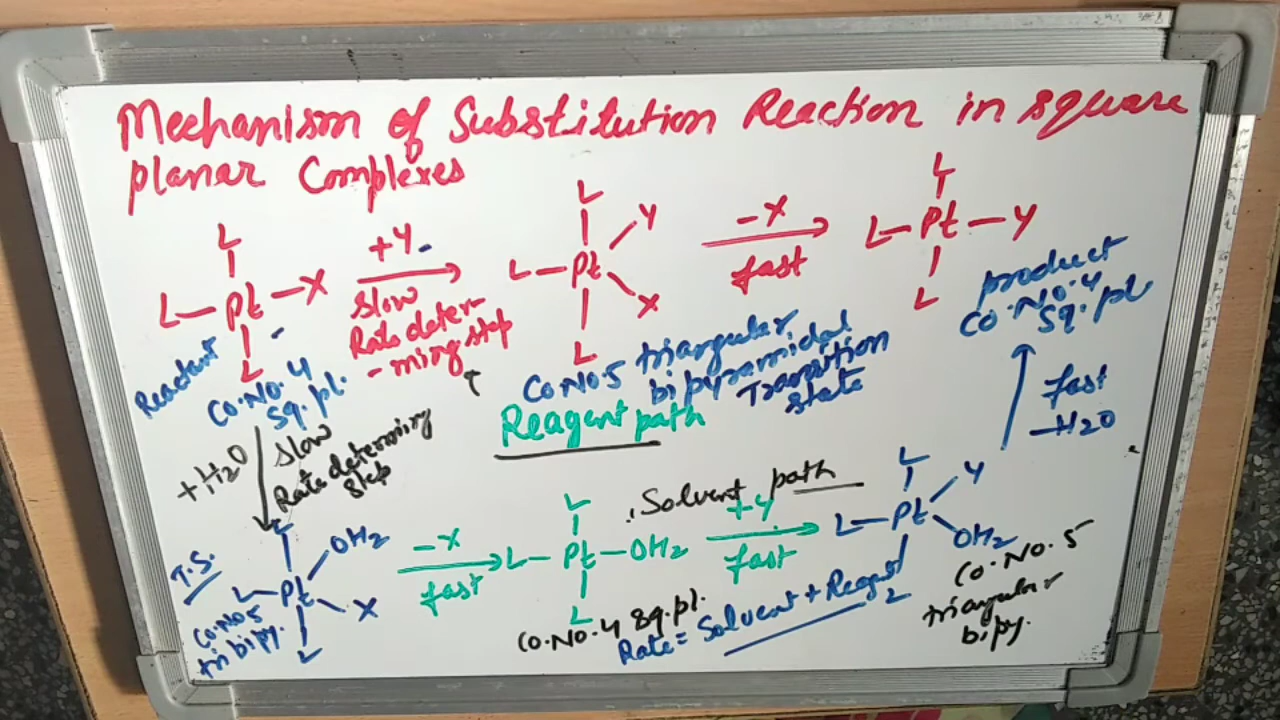 Mechanism of Substitution Reaction in square
planar Complexes
L
L-Pt-X
L
Reactant
Co.No.4
Sq.pl.
+Y
slow
Rate deter-
-ming step
L
Y
L-Pt
X
L
Co.No.5 triangular
bipyramidal
Transition
state
-X
fast
L
L-Pt-Y
L
product
Co.No.4
Sq.pl.
Reagent path
+H2O
slow
Rate determing
step
fast
-H2O
T.S.
L
OH2
L-Pt
X
L
Co.No5
tri bipy.
-X
fast
L
L-Pt-OH2
L
Co.No.4 Sq.pl.
Solvent path
+Y
fast
L
Y
L-Pt
OH2
L
Co.No.5
triangular
bipy.
Rate = Solvent + Reagent